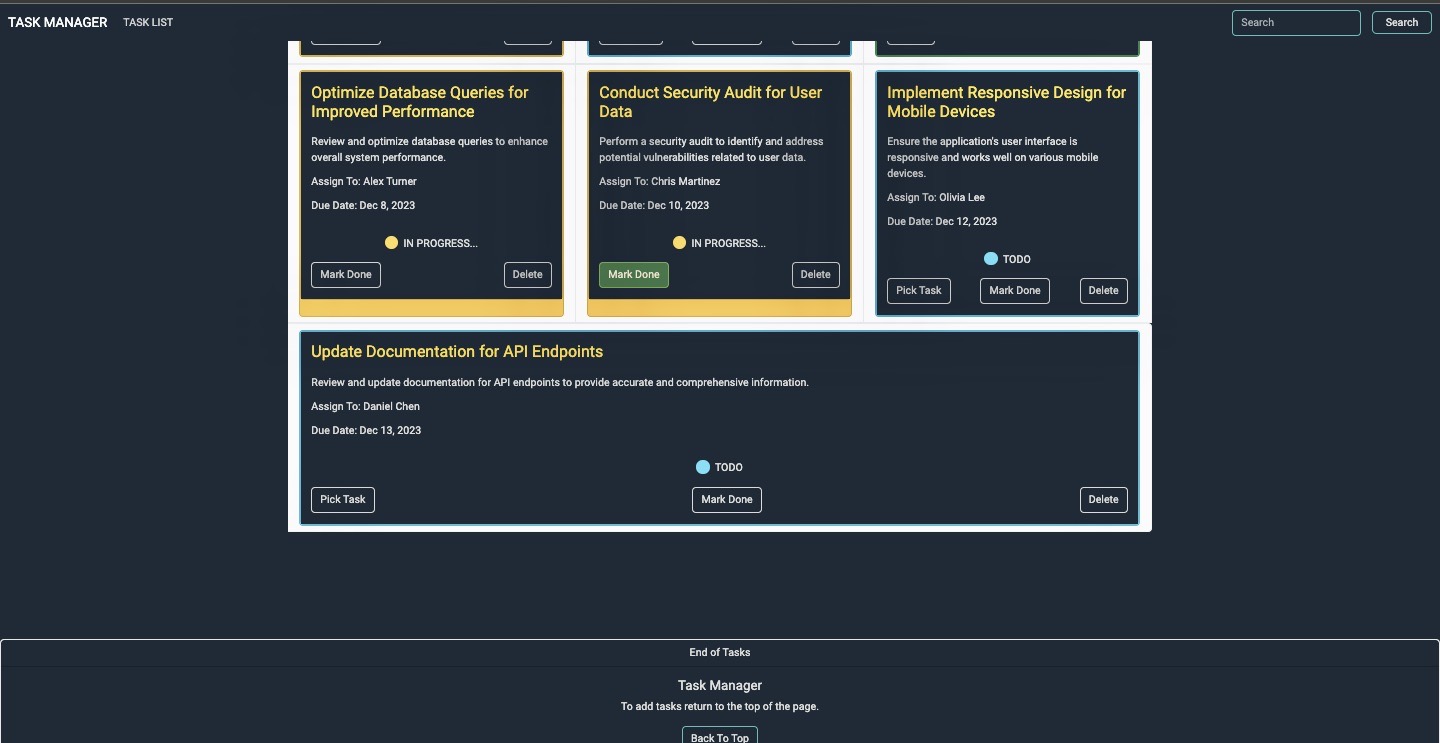 TASK MANAGER TASK LIST Search Search
Optimize Database Queries for
Improved Performance
Review and optimize database queries to enhance
overall system performance.
Assign To: Alex Turner
Due Date: Dec 8, 2023
IN PROGRESS...
Mark Done Delete
Conduct Security Audit for User
Data
Perform a security audit to identify and address
potential vulnerabilities related to user data.
Assign To: Chris Martinez
Due Date: Dec 10, 2023
IN PROGRESS...
Mark Done Delete
Implement Responsive Design for
Mobile Devices
Ensure the application's user interface is
responsive and works well on various mobile
devices.
Assign To: Olivia Lee
Due Date: Dec 12, 2023
TODO
Pick Task Mark Done Delete
Update Documentation for API Endpoints
Review and update documentation for API endpoints to provide accurate and comprehensive information.
Assign To: Daniel Chen
Due Date: Dec 13, 2023
TODO
Pick Task Mark Done Delete
End of Tasks
Task Manager
To add tasks return to the top of the page.
Back To Top